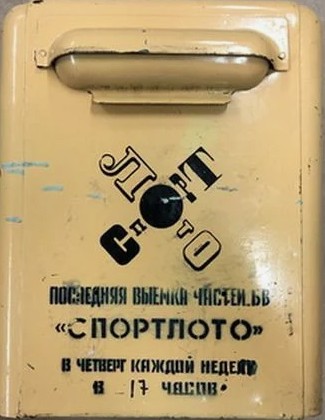 СПОРТ
ЛОТО
ПОСЛЕДНЯЯ ВЫЕМКА ЧАСТЕЙ „БВ
«СПОРТЛОТО»
В ЧЕТВЕРГ КАЖДОЙ НЕДЕЛИ
В 17 ЧАСОВ.